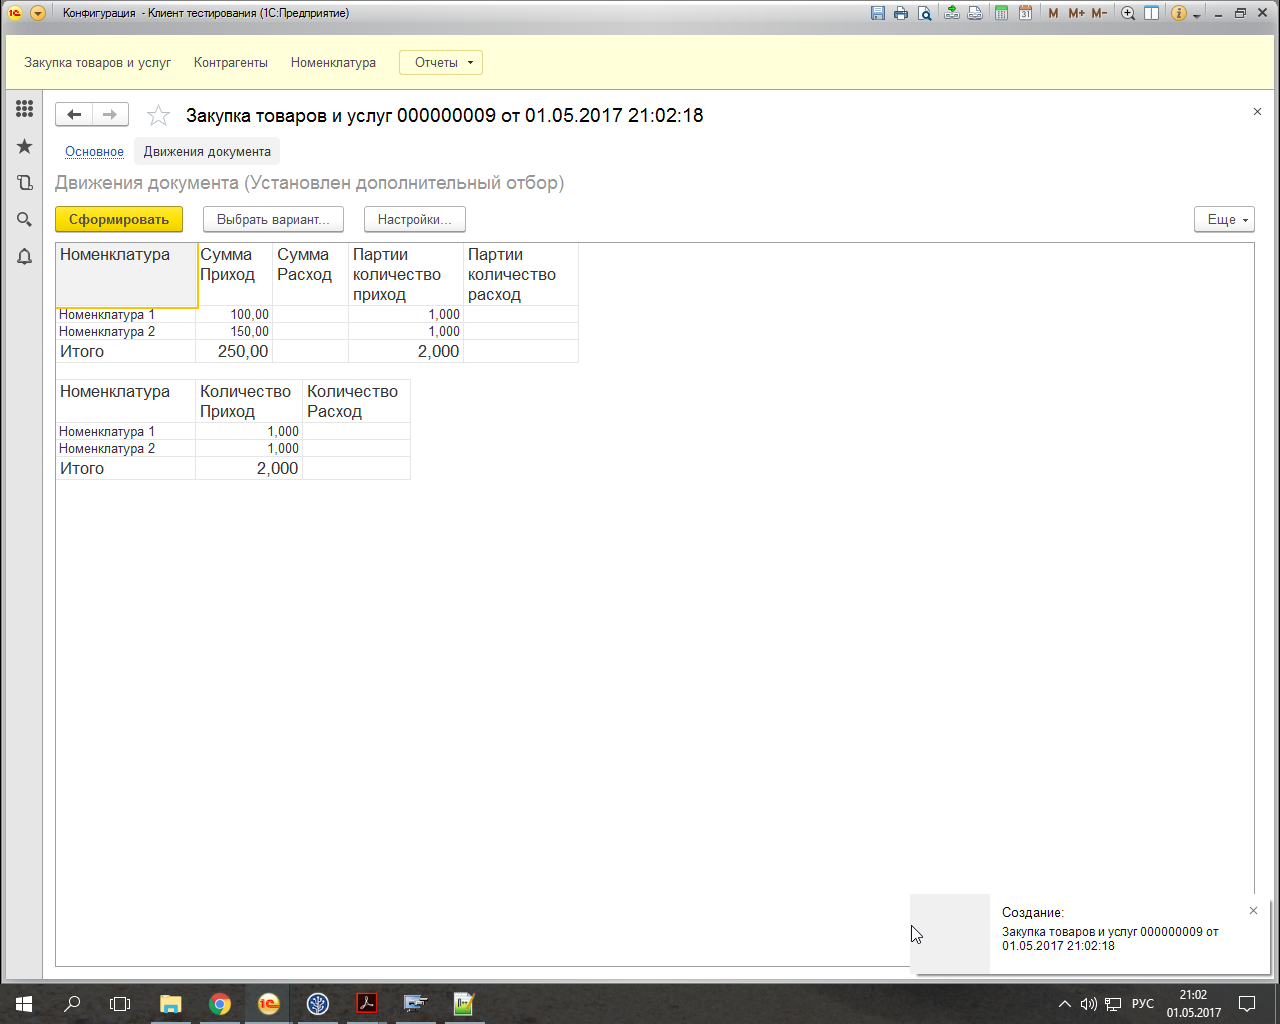 Конфигурация - Клиент тестирования (1С:Предприятие)
M M+ M-
Закупка товаров и услуг Контрагенты Номенклатура Отчеты
Закупка товаров и услуг 000000009 от 01.05.2017 21:02:18
Основное Движения документа
Движения документа (Установлен дополнительный отбор)
Сформировать Выбрать вариант... Настройки... Еще
Номенклатура Сумма Приход Сумма Расход Партии количество приход Партии количество расход
Номенклатура 1 100,00 1,000
Номенклатура 2 150,00 1,000
Итого 250,00 2,000
Номенклатура Количество Приход Количество Расход
Номенклатура 1 1,000
Номенклатура 2 1,000
Итого 2,000
Создание:
Закупка товаров и услуг 000000009 от
01.05.2017 21:02:18
РУС
21:02
01.05.2017